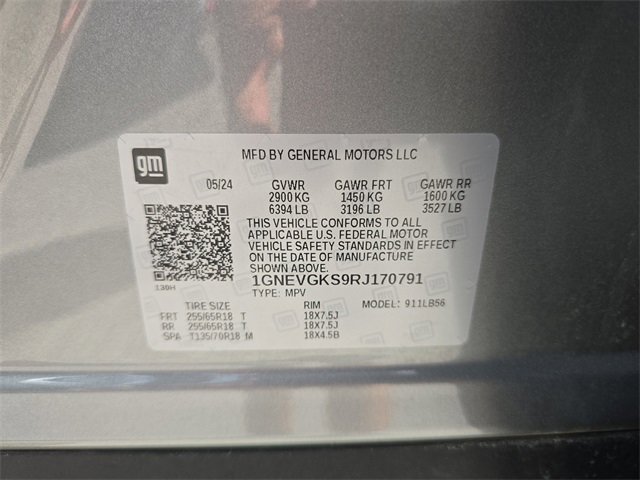 gm
MFD BY GENERAL MOTORS LLC
05/24 GVWR GAWR FRT GAWR RR
2900 KG 1450 KG 1600 KG
6394 LB 3196 LB 3527 LB
THIS VEHICLE CONFORMS TO ALL
APPLICABLE U.S. FEDERAL MOTOR
VEHICLE SAFETY STANDARDS IN EFFECT
ON THE DATE OF MANUFACTURE
SHOWN ABOVE.
130H
1GNEVGKS9RJ170791
TYPE: MPV
TIRE SIZE RIM MODEL: 911LB56
FRT 255/65R18 T 18X7.5J
RR 255/65R18 T 18X7.5J
SPA T135/70R18 M 18X4.5B